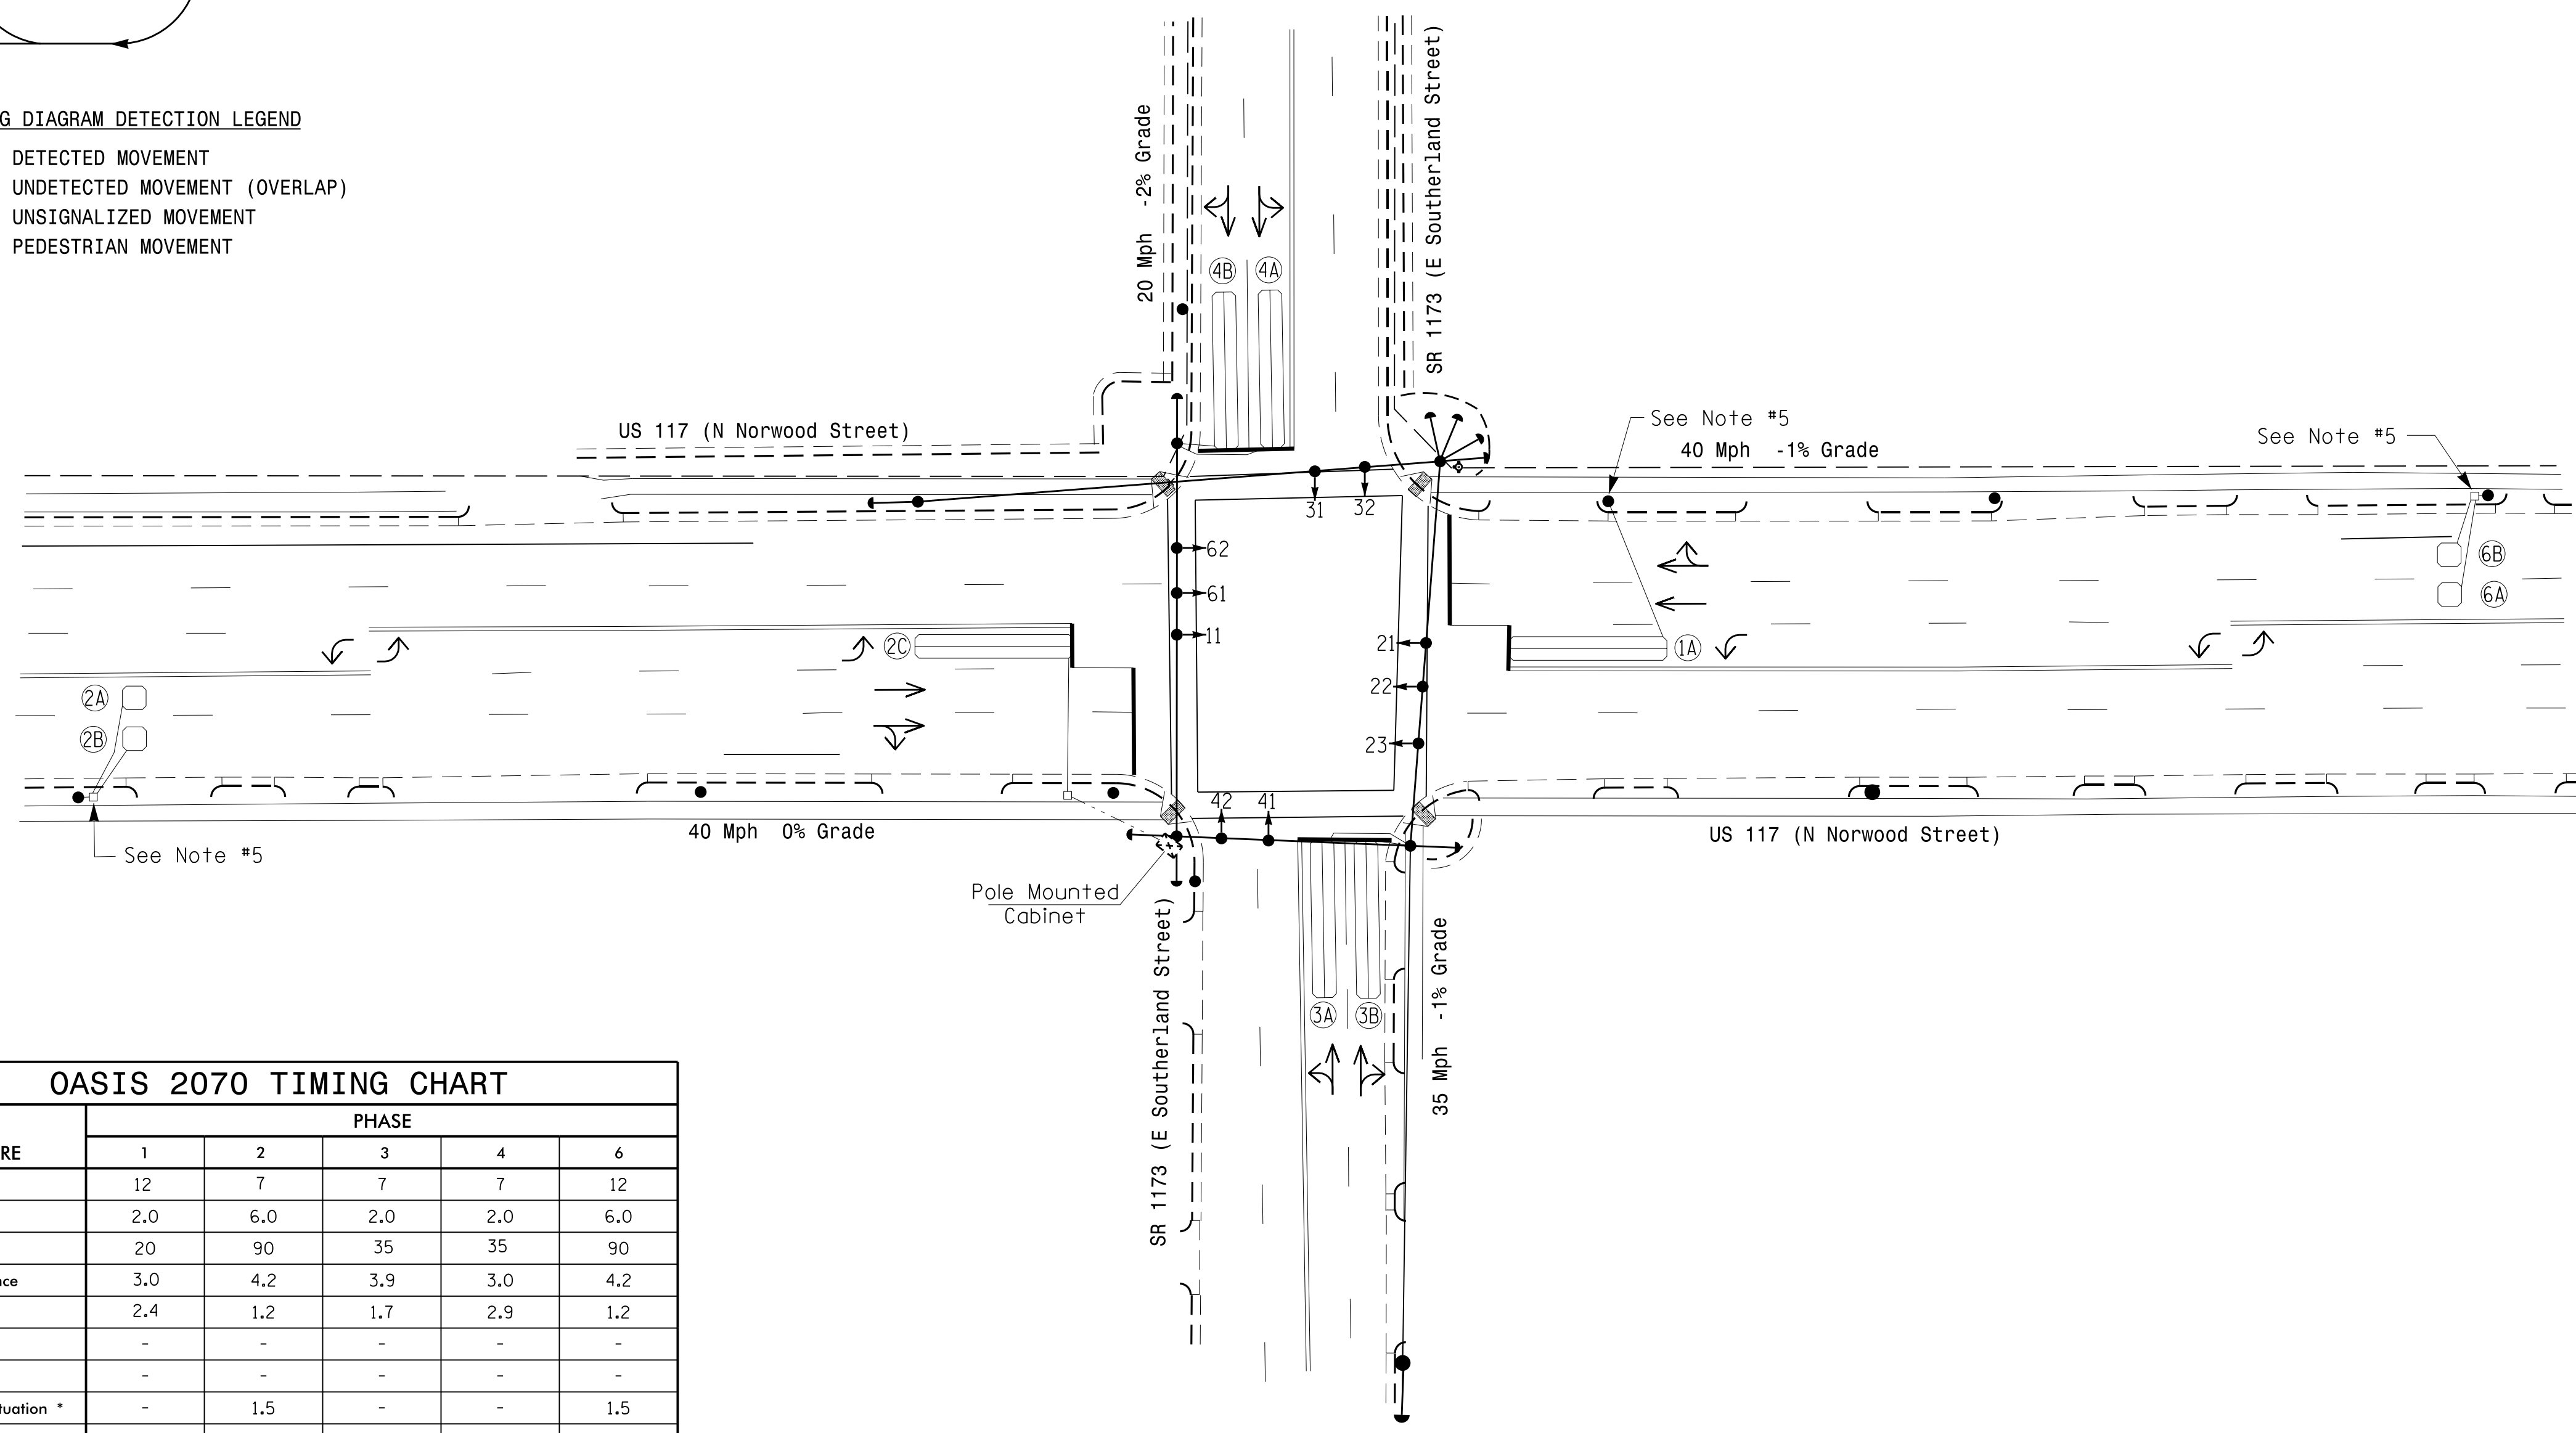 G DIAGRAM DETECTION LEGEND
DETECTED MOVEMENT
UNDETECTED MOVEMENT (OVERLAP)
UNSIGNALIZED MOVEMENT
PEDESTRIAN MOVEMENT
20 Mph -2% Grade
SR 1173 (E Southerland Street)
4B 4A
US 117 (N Norwood Street)
See Note #5
40 Mph -1% Grade
See Note #5
31 32
62
61
11
6B
6A
2C
21
1A
22
23
2A
2B
42 41
40 Mph 0% Grade
See Note #5
US 117 (N Norwood Street)
Pole Mounted
Cabinet
SR 1173 (E Southerland Street)
35 Mph -1% Grade
3A 3B
OASIS 2070 TIMING CHART
RE
PHASE
1 2 3 4 6
12 7 7 7 12
2.0 6.0 2.0 2.0 6.0
20 90 35 35 90
nce 3.0 4.2 3.9 3.0 4.2
2.4 1.2 1.7 2.9 1.2
- - - - -
- - - - -
tuation * - 1.5 - - 1.5